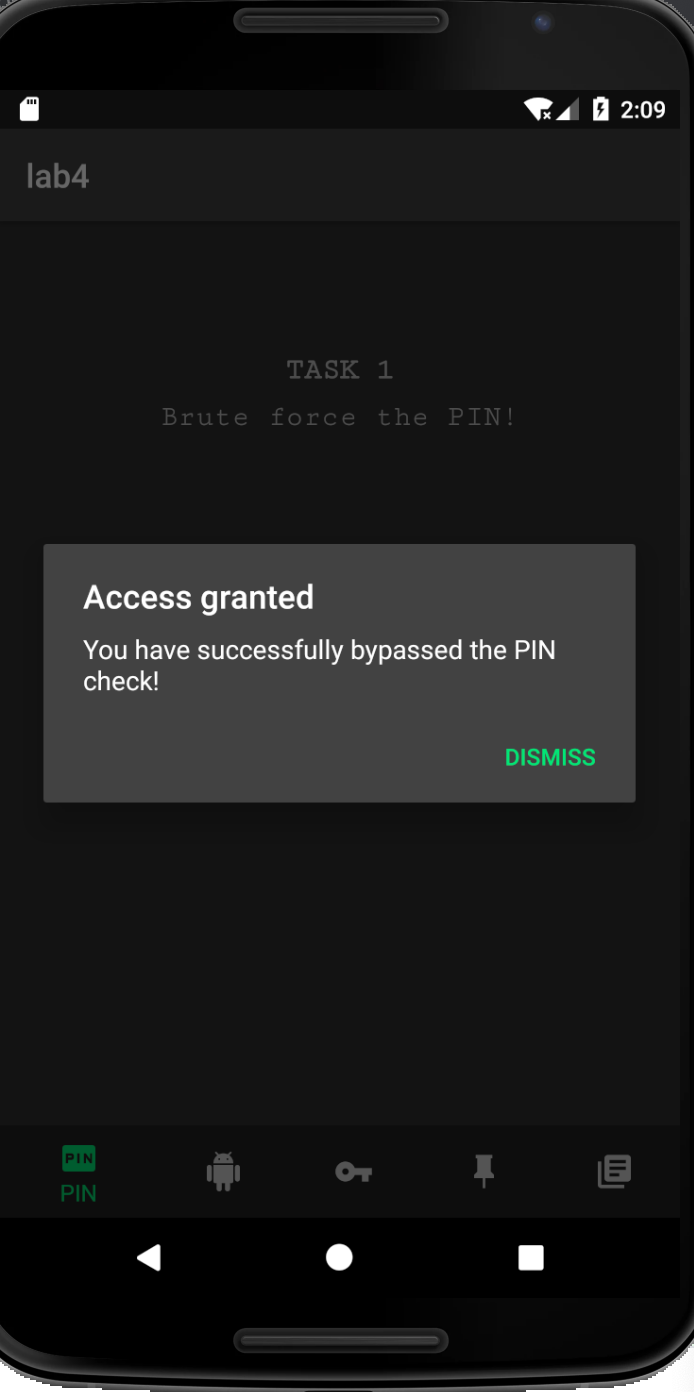 2:09
lab4
TASK 1
Brute force the PIN!
Access granted
You have successfully bypassed the PIN
check!
DISMISS
PIN
PIN